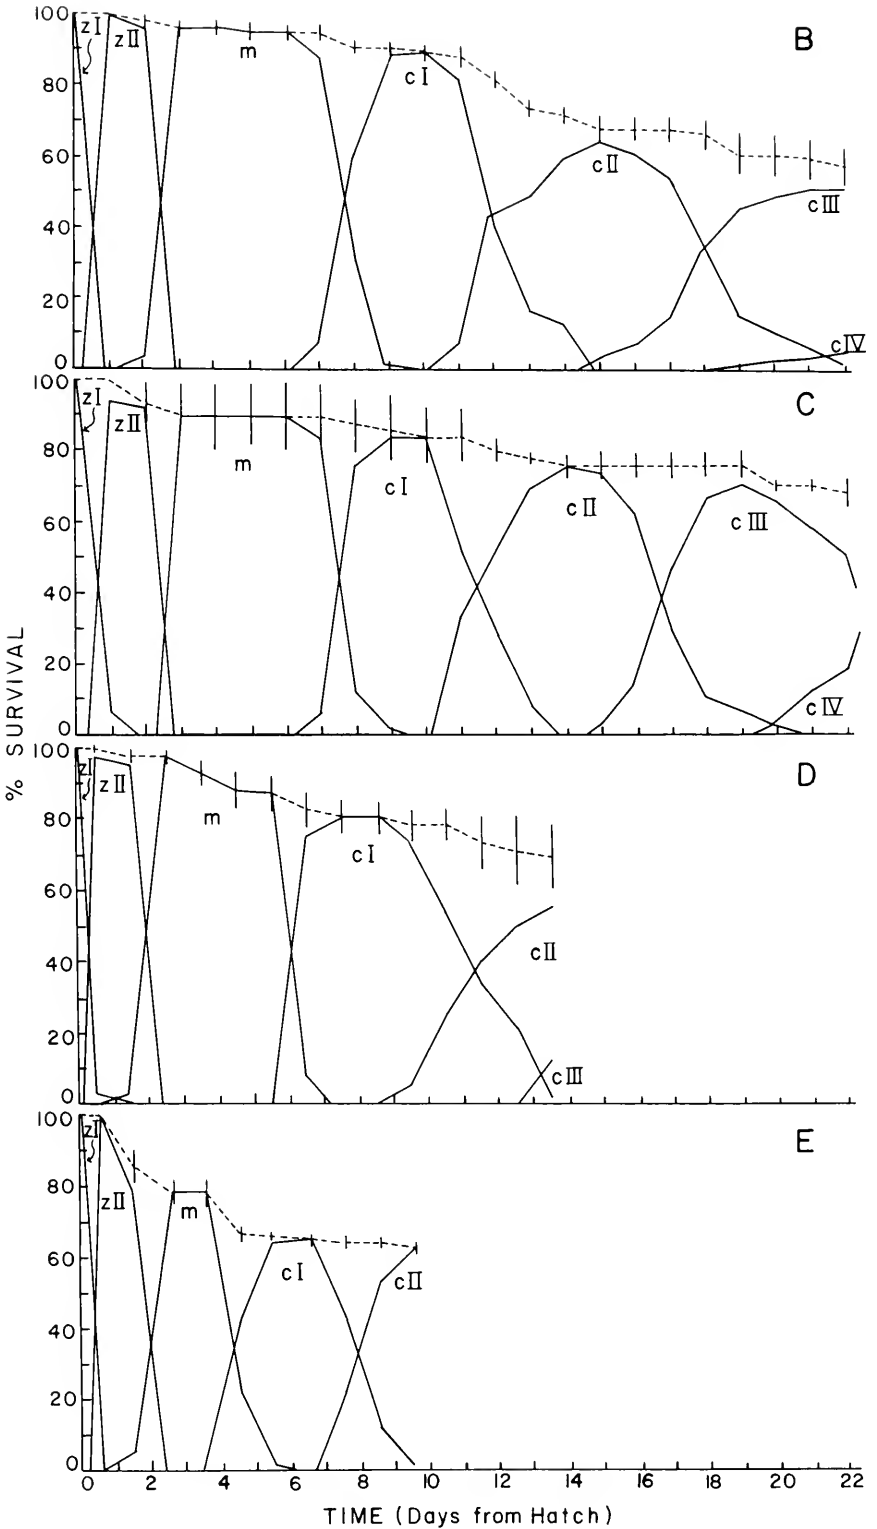 100
zI
zII
m
cI
B
80
60
cII
cIII
40
20
cIV
0
100
zI
zII
m
cI
C
80
cII
cIII
60
40
20
cIV
0
% SURVIVAL
100
zI
zII
m
cI
D
80
60
cII
40
20
cIII
0
100
zI
zII
m
E
80
60
cI
cII
40
20
0
0 2 4 6 8 10 12 14 16 18 20 22
TIME (Days from Hatch)